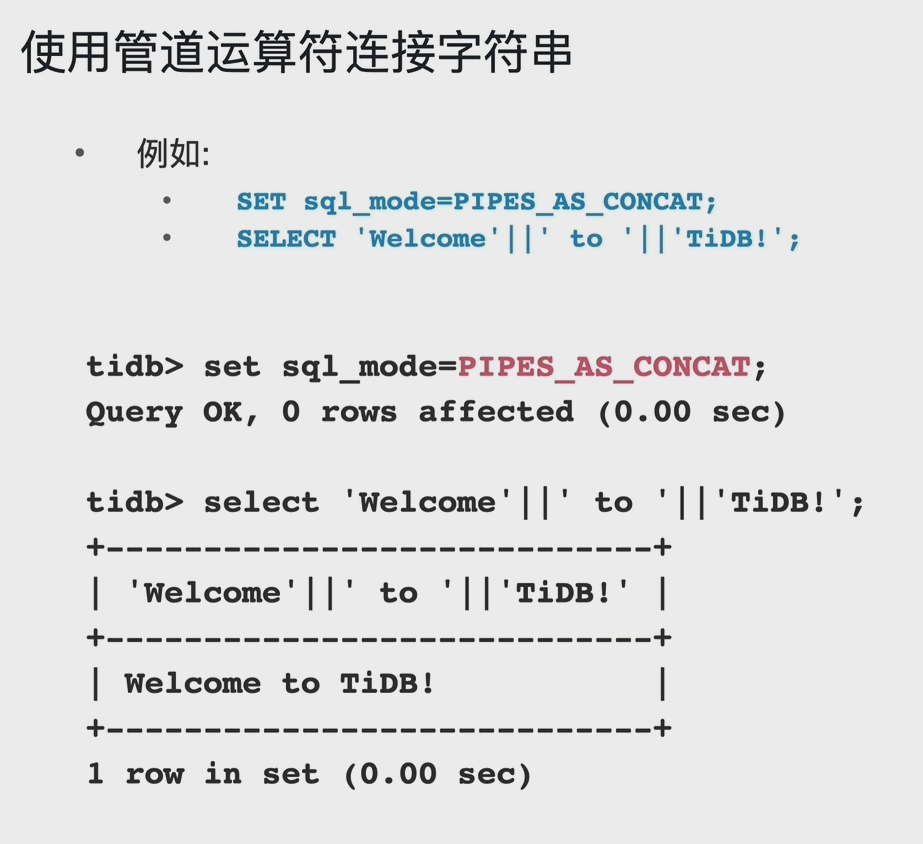 使用管道运算符连接字符串
• 例如:
• SET sql_mode=PIPES_AS_CONCAT;
• SELECT 'Welcome'||' to '||'TiDB!';
tidb> set sql_mode=PIPES_AS_CONCAT;
Query OK, 0 rows affected (0.00 sec)
tidb> select 'Welcome'||' to '||'TiDB!';
+----------------------------+
| 'Welcome'||' to '||'TiDB!' |
+----------------------------+
| Welcome to TiDB!           |
+----------------------------+
1 row in set (0.00 sec)